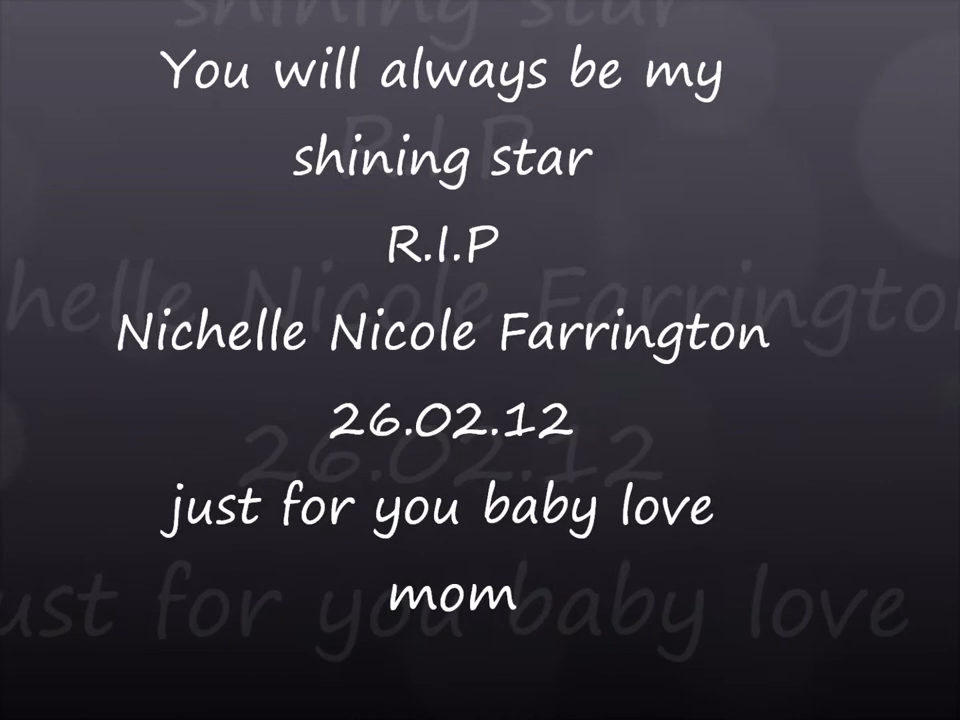 You will always be my
shining star
R.I.P
Nichelle Nicole Farrington
26.02.12
just for you baby love
mom